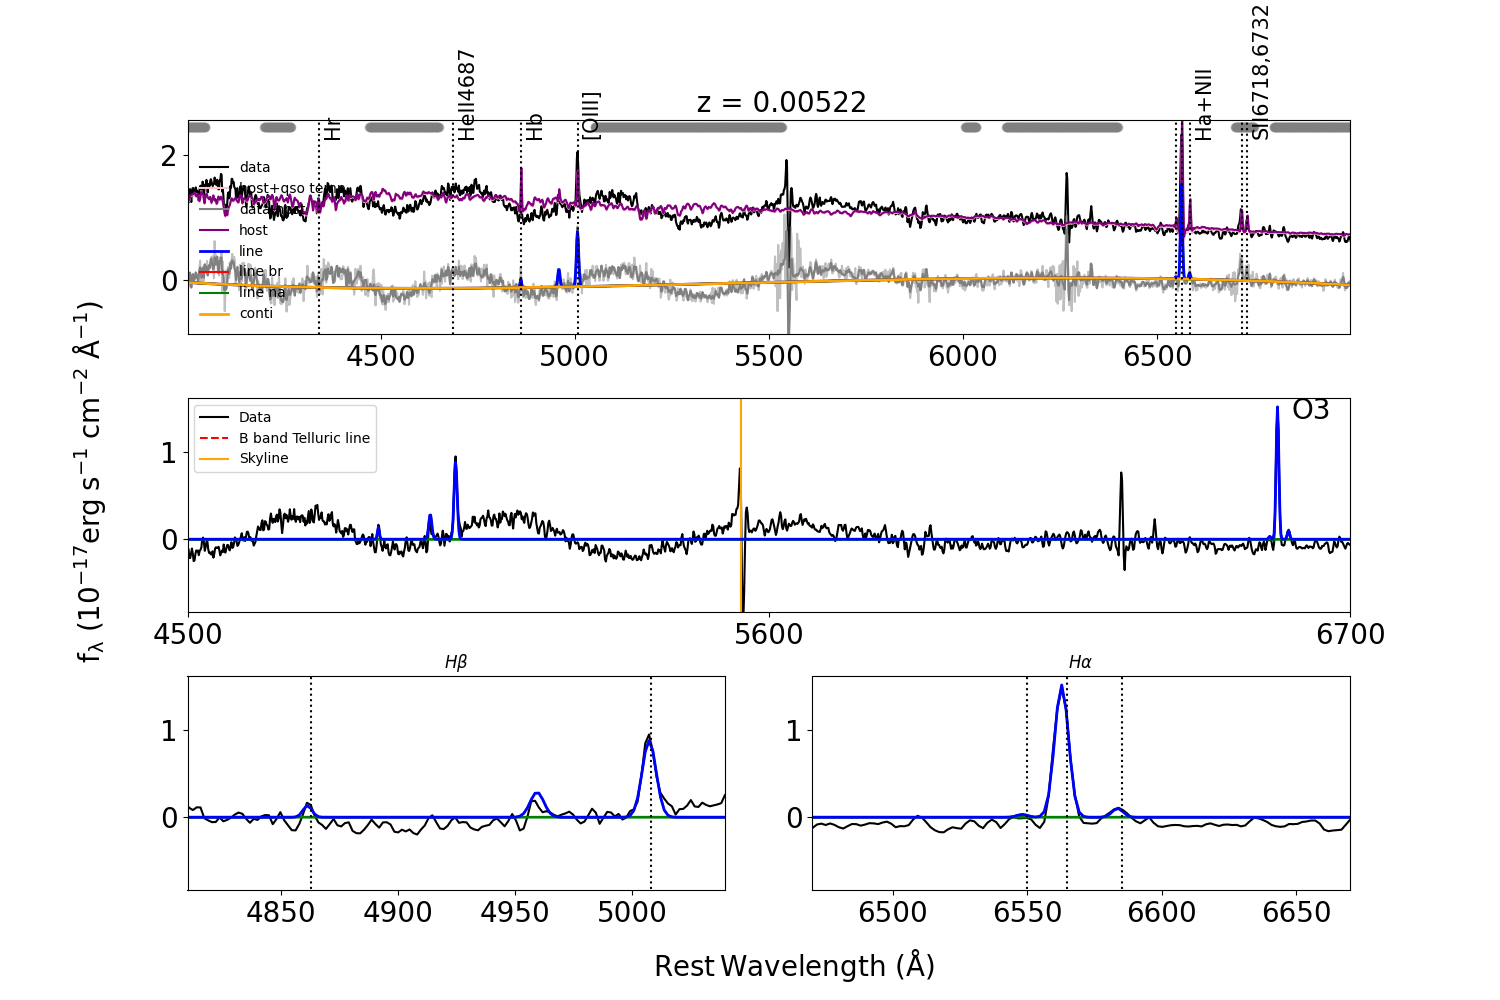 z = 0.00522
Hr
HeII4687
Hb
[OIII]
Ha+NII
SII6718,6732
data
host+qso temp
data-host
host
line
line br
line na
conti
2
0
4500
5000
5500
6000
6500
Data
B band Telluric line
Skyline
O3
1
0
4500
5600
6700
fλ (10⁻¹⁷erg s⁻¹ cm⁻² Å⁻¹)
Hβ
1
0
4850
4900
4950
5000
Hα
1
0
6500
6550
6600
6650
Rest Wavelength (Å)